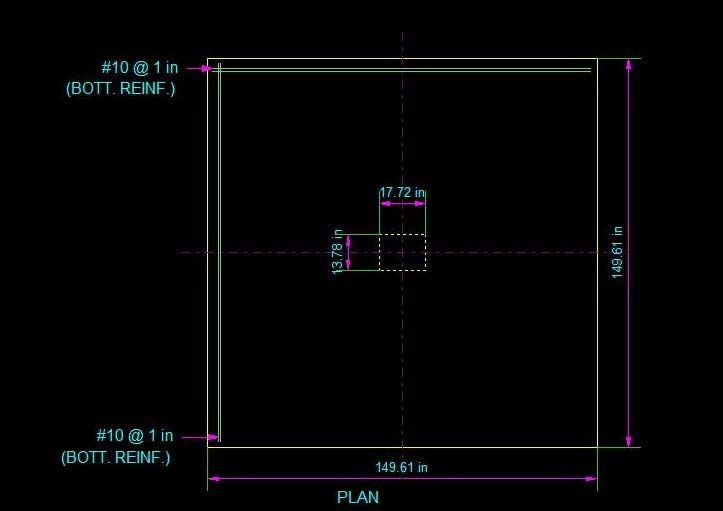 #10 @ 1 in
(BOTT. REINF.)
17.72 in
13.78 in
149.61 in
#10 @ 1 in
(BOTT. REINF.)
149.61 in
PLAN